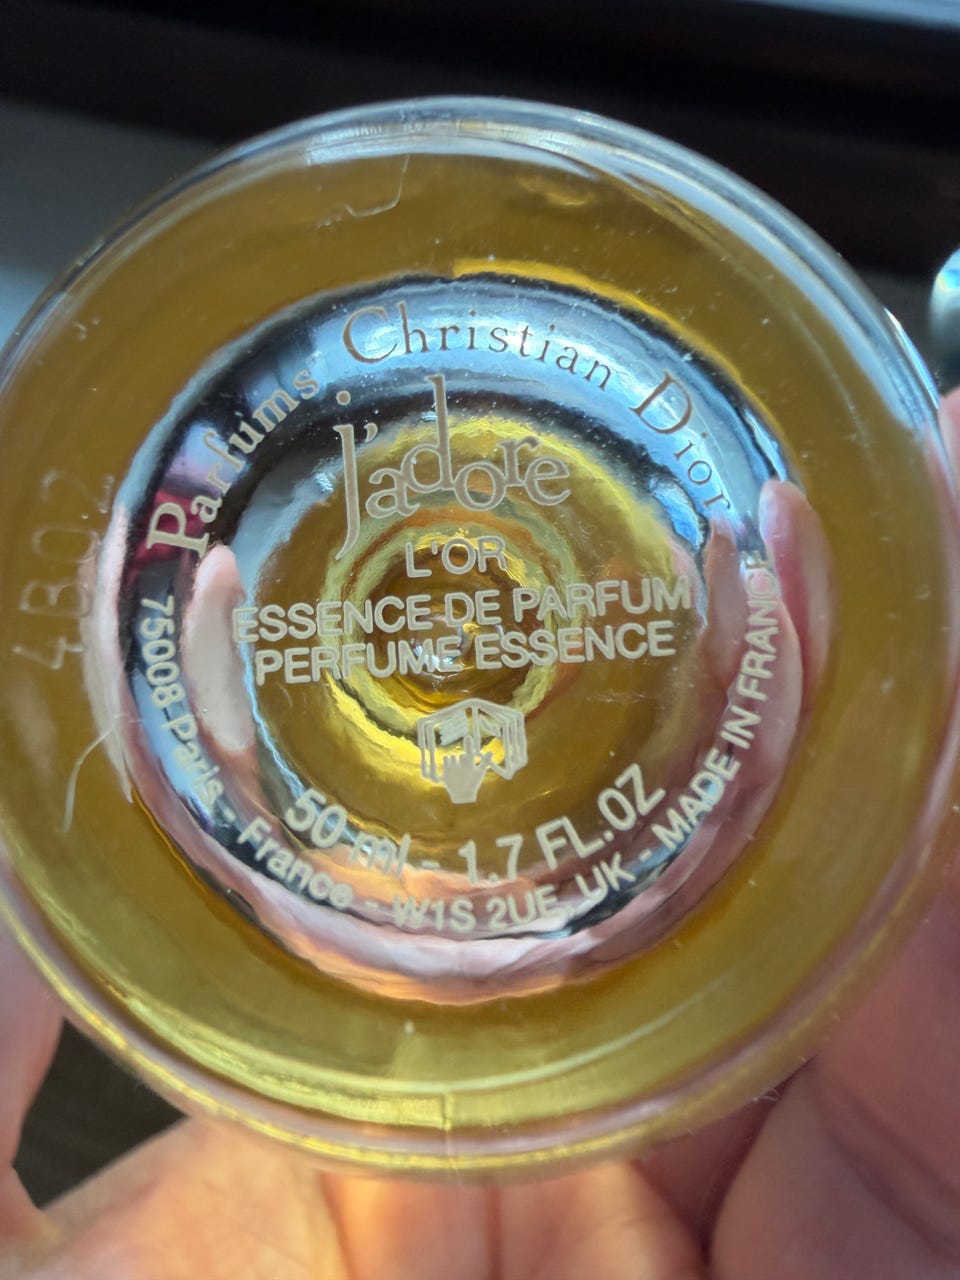 Parfums Christian Dior
j'adore
L'OR
ESSENCE DE PARFUM
PERFUME ESSENCE
50 ml - 1.7 FL.OZ
75008-Paris - France - W1S 2UE, UK - MADE IN FRANCE
4B02